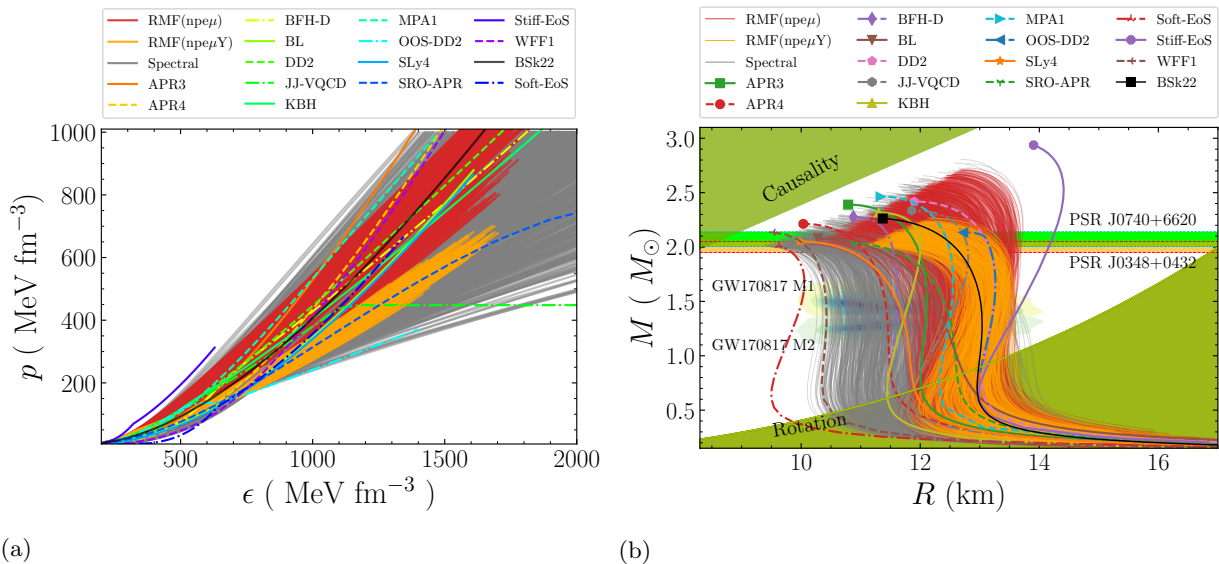 RMF(npeμ) BFH-D MPA1 Stiff-EoS
RMF(npeμY) BL OOS-DD2 WFF1
Spectral DD2 SLy4 BSk22
APR3 JJ-VQCD SRO-APR Soft-EoS
APR4 KBH
1000
800
600
400
200
500 1000 1500 2000
p ( MeV fm⁻³ )
ϵ ( MeV fm⁻³ )
(a)
RMF(npeμ) BFH-D MPA1 Soft-EoS
RMF(npeμY) BL OOS-DD2 Stiff-EoS
Spectral DD2 SLy4 WFF1
APR3 JJ-VQCD SRO-APR BSk22
APR4 KBH
3.0
2.5
2.0
1.5
1.0
0.5
Causality
PSR J0740+6620
PSR J0348+0432
GW170817 M1
GW170817 M2
Rotation
10 12 14 16
M ( M⊙ )
R (km)
(b)